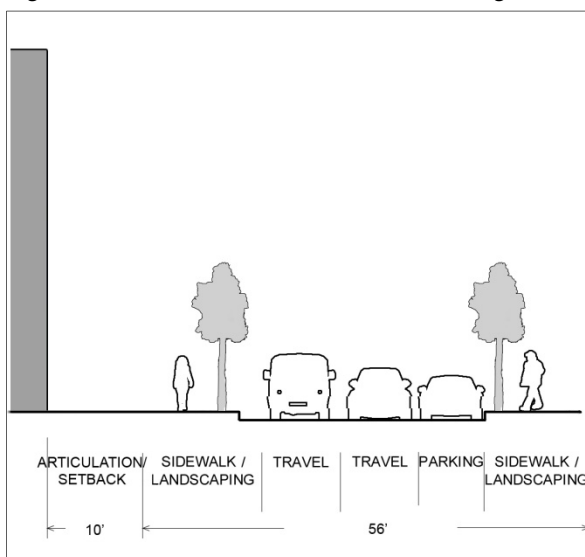 ARTICULATION/
SETBACK
SIDEWALK /
LANDSCAPING
TRAVEL
TRAVEL
PARKING
SIDEWALK /
LANDSCAPING
10'
56'